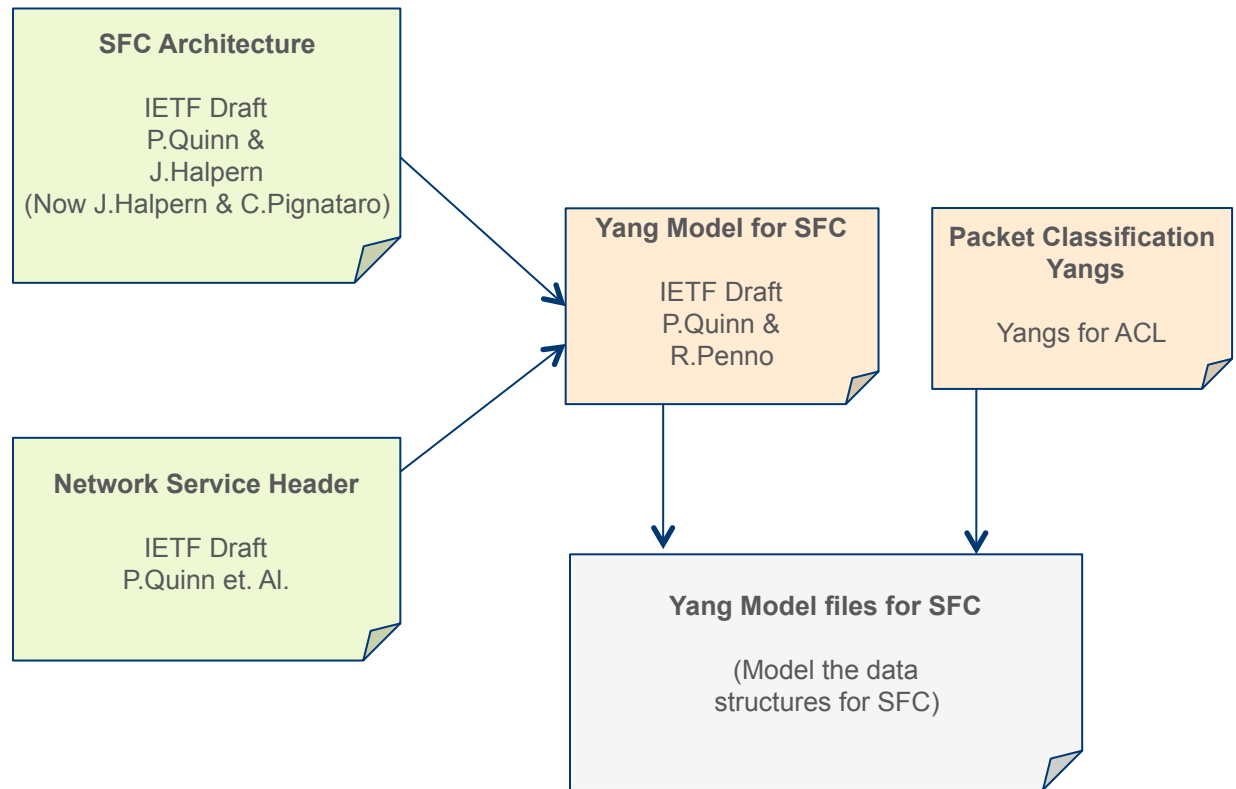 SFC Architecture
IETF Draft
P.Quinn &
J.Halpern
(Now J.Halpern & C.Pignataro)
Yang Model for SFC
IETF Draft
P.Quinn &
R.Penno
Packet Classification
Yangs
Yangs for ACL
Network Service Header
IETF Draft
P.Quinn et. Al.
Yang Model files for SFC
(Model the data
structures for SFC)